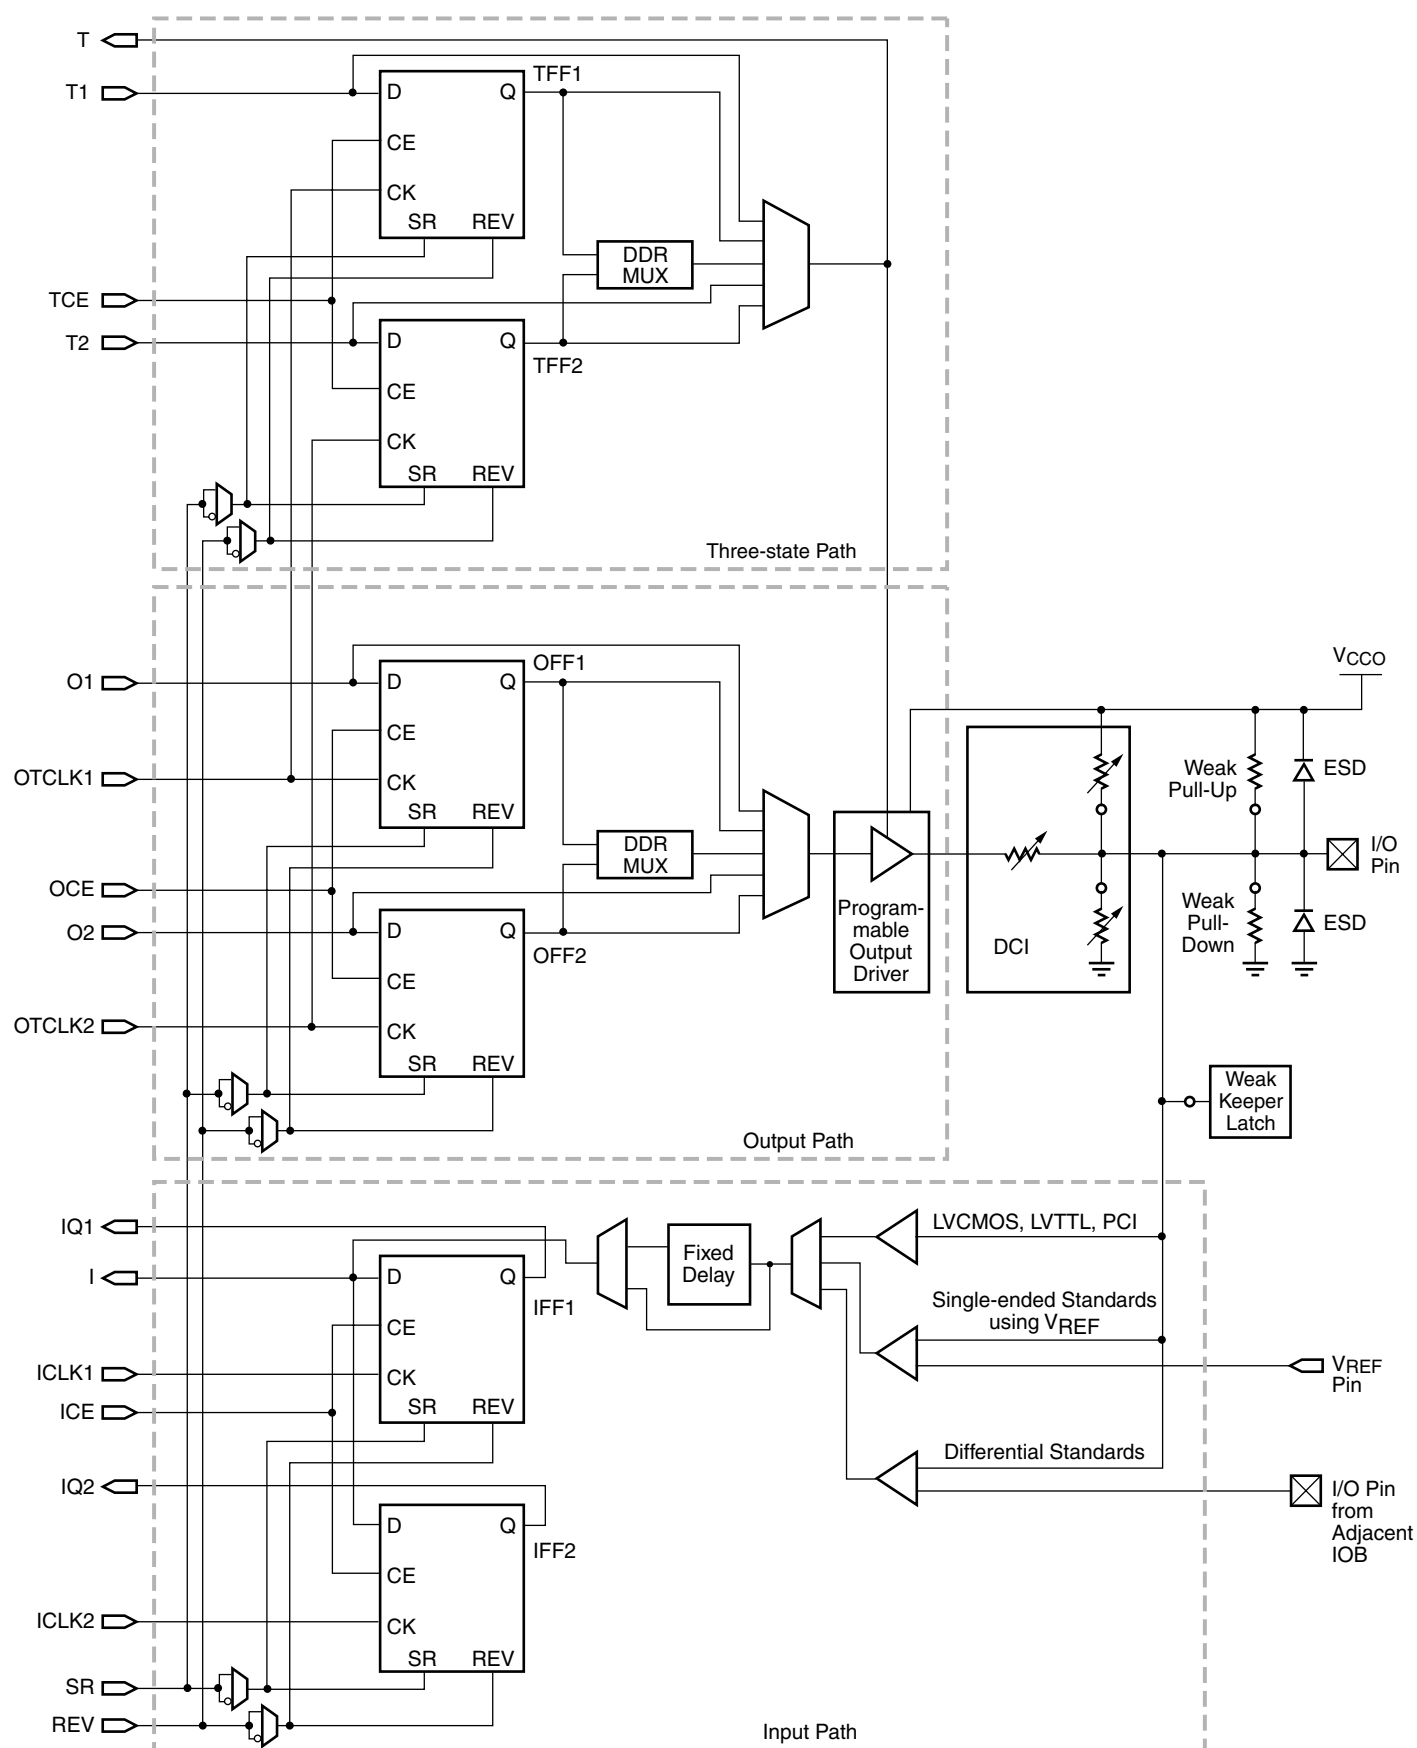 T
T1
TFF1
D
Q
CE
CK
SR
REV
DDR
MUX
TCE
T2
D
Q
TFF2
CE
CK
SR
REV
Three-state Path
O1
OFF1
D
Q
CE
OTCLK1
CK
SR
REV
DDR
MUX
OCE
O2
D
Q
OFF2
CE
OTCLK2
CK
SR
REV
Output Path
Program-
mable
Output
Driver
DCI
VCCO
Weak
Pull-Up
ESD
I/O
Pin
Weak
Pull-
Down
ESD
Weak
Keeper
Latch
IQ1
I
D
Q
IFF1
CE
ICLK1
CK
ICE
SR
REV
Fixed
Delay
LVCMOS, LVTTL, PCI
Single-ended Standards
using VREF
VREF
Pin
Differential Standards
I/O Pin
from
Adjacent
IOB
IQ2
D
Q
IFF2
CE
ICLK2
CK
SR
REV
SR
REV
Input Path